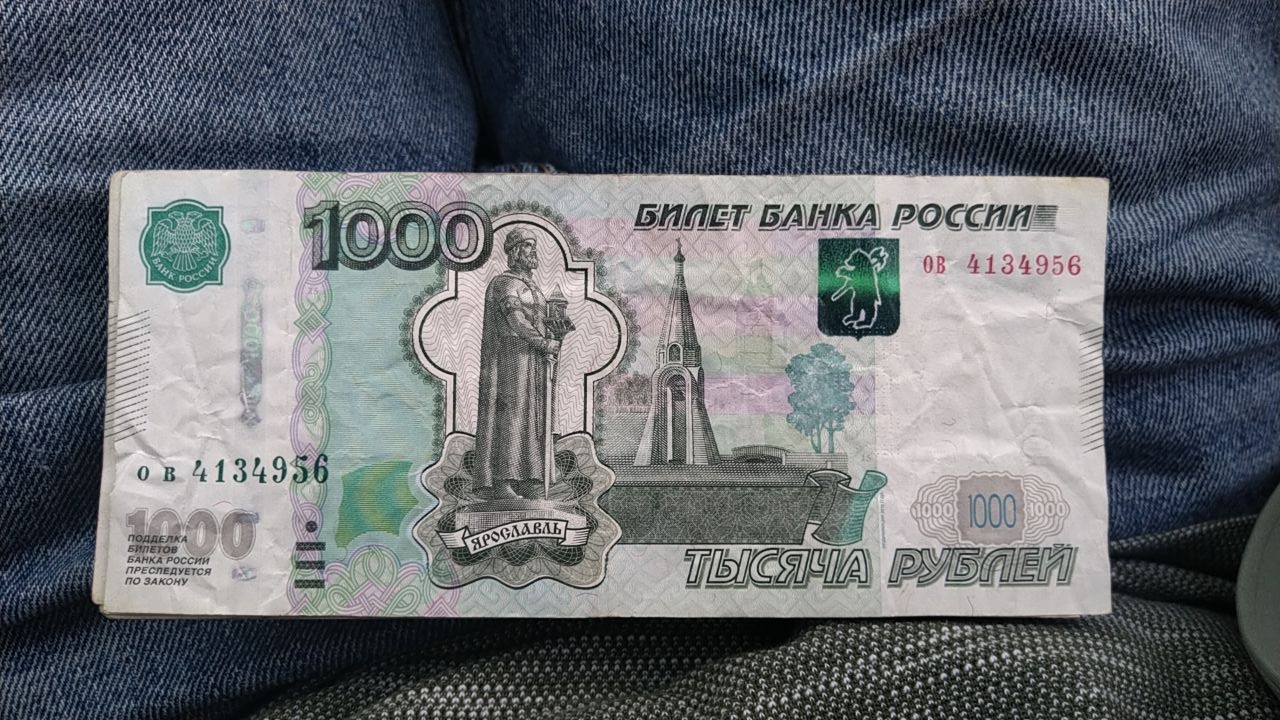 БИЛЕТ БАНКА РОССИИ
1000
БАНК РОССИИ
ОВ 4134956
ов 4134956
1000
ПОДДЕЛКА
БИЛЕТОВ
БАНКА РОССИИ
ПРЕСЛЕДУЕТСЯ
ПО ЗАКОНУ
ЯРОСЛАВЛЬ
1000 1000 1000
ТЫСЯЧА РУБЛЕЙ